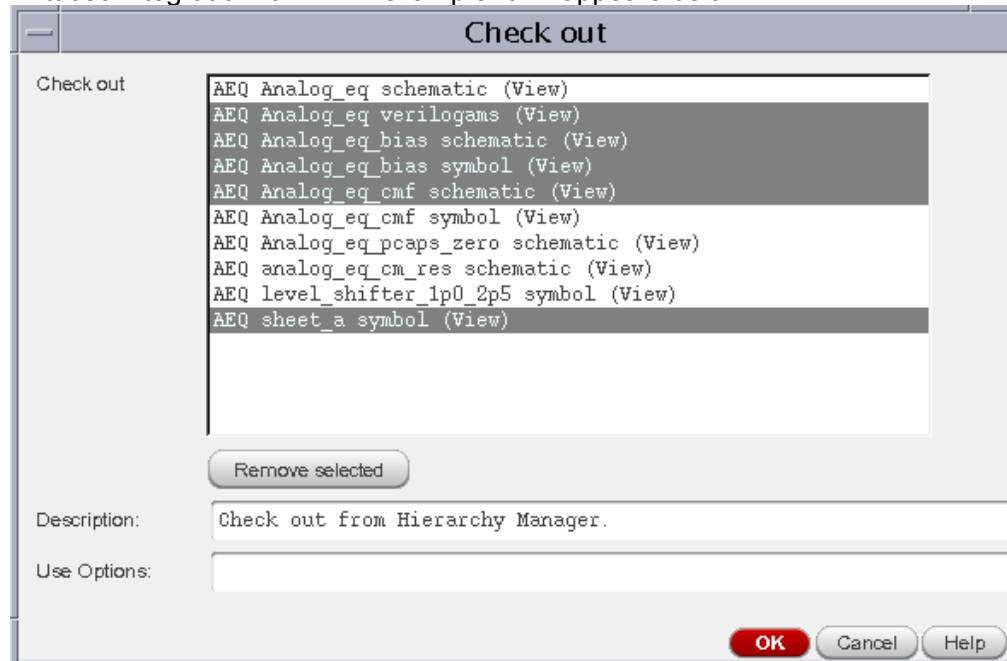 Check out
Check out
AEQ Analog_eq schematic (View)
AEQ Analog_eq verilogams (View)
AEQ Analog_eq_bias schematic (View)
AEQ Analog_eq_bias symbol (View)
AEQ Analog_eq_cmf schematic (View)
AEQ Analog_eq_cmf symbol (View)
AEQ Analog_eq_pcaps_zero schematic (View)
AEQ analog_eq_cm_res schematic (View)
AEQ level_shifter_1p0_2p5 symbol (View)
AEQ sheet_a symbol (View)
Remove selected
Description: Check out from Hierarchy Manager.
Use Options:
OK Cancel Help